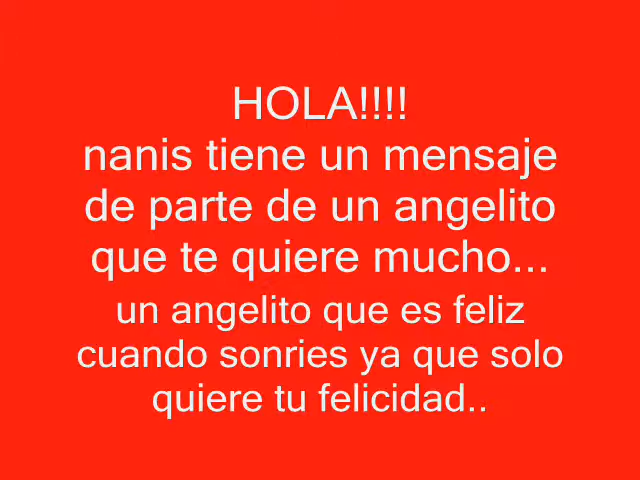 HOLA!!!!
nanis tiene un mensaje
de parte de un angelito
que te quiere mucho...
un angelito que es feliz
cuando sonries ya que solo
quiere tu felicidad..